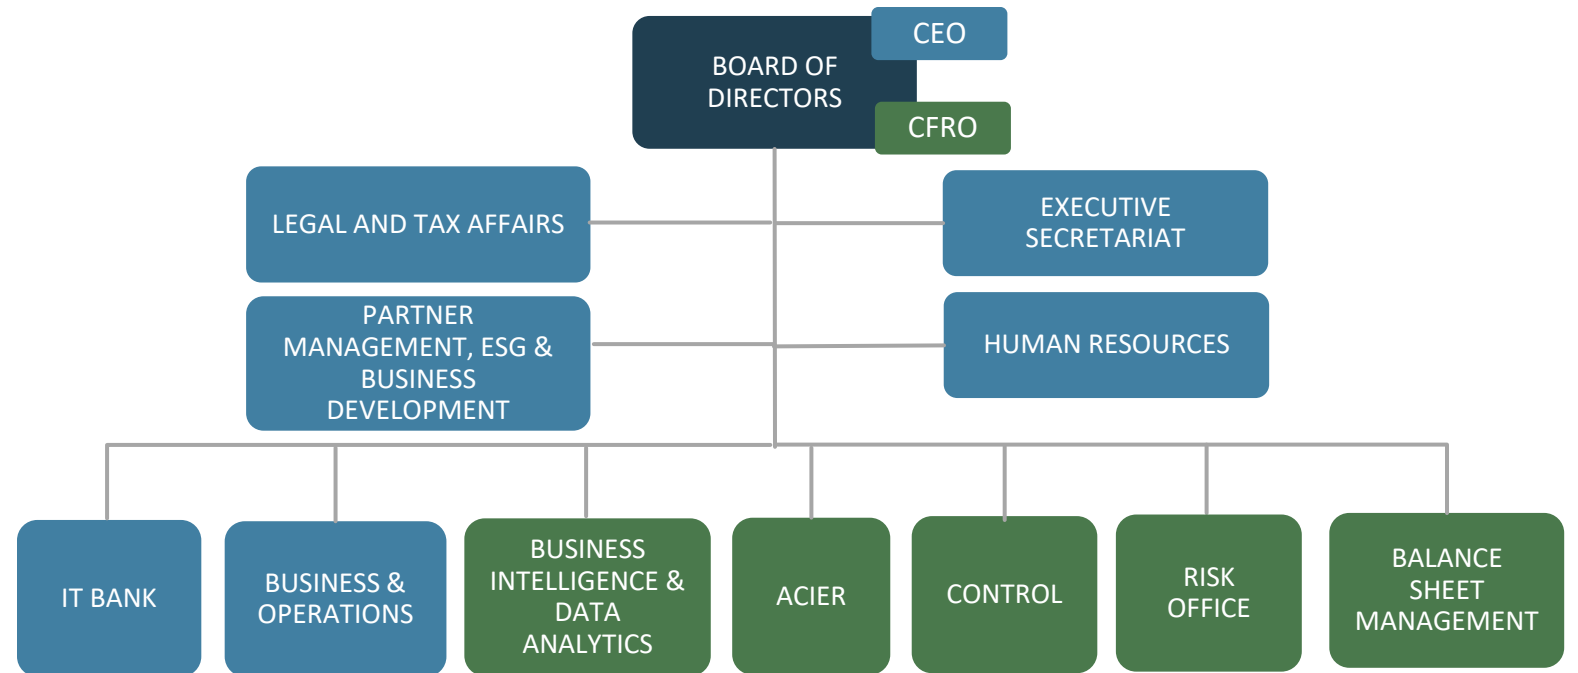 CEO
BOARD OF
DIRECTORS
CFRO
LEGAL AND TAX AFFAIRS
EXECUTIVE
SECRETARIAT
PARTNER
MANAGEMENT, ESG &
BUSINESS
DEVELOPMENT
HUMAN RESOURCES
IT BANK
BUSINESS &
OPERATIONS
BUSINESS
INTELLIGENCE &
DATA
ANALYTICS
ACIER
CONTROL
RISK
OFFICE
BALANCE
SHEET
MANAGEMENT